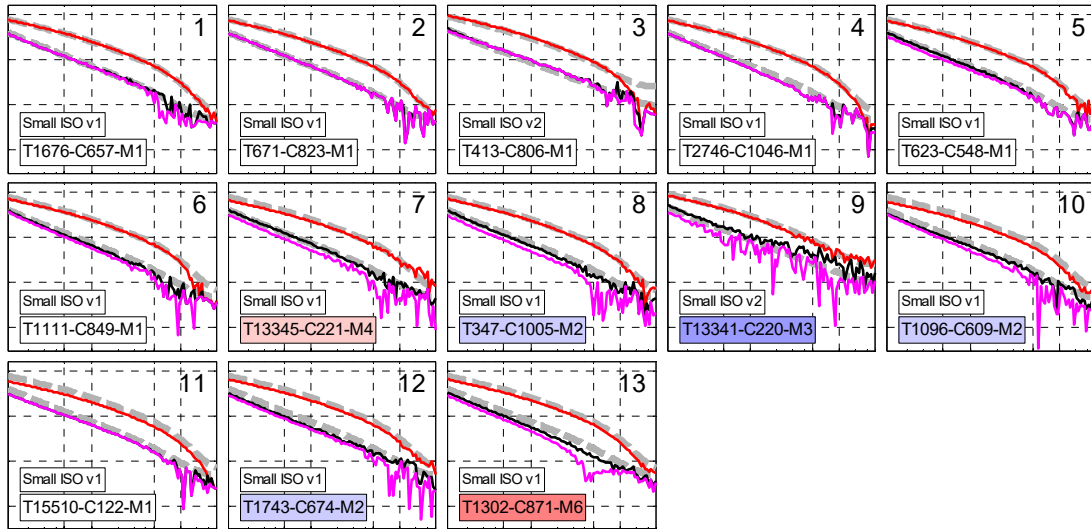 1
Small ISO v1
T1676-C657-M1
2
Small ISO v1
T671-C823-M1
3
Small ISO v2
T413-C806-M1
4
Small ISO v1
T2746-C1046-M1
5
Small ISO v1
T623-C548-M1
6
Small ISO v1
T1111-C849-M1
7
Small ISO v1
T13345-C221-M4
8
Small ISO v1
T347-C1005-M2
9
Small ISO v2
T13341-C220-M3
10
Small ISO v1
T1096-C609-M2
11
Small ISO v1
T15510-C122-M1
12
Small ISO v1
T1743-C674-M2
13
Small ISO v1
T1302-C871-M6